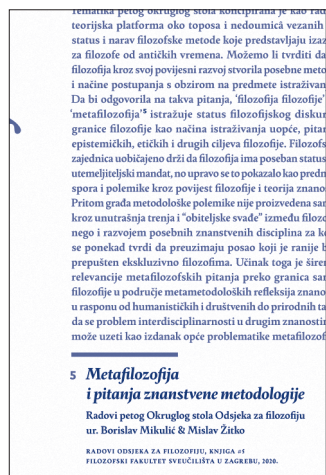 Tematika petog okruglog stola koncipirana je kao rad
teorijska platforma oko toposa i nedoumica vezanih
status i narav filozofske metode koje predstavljaju izaz
za filozofe od antičkih vremena. Možemo li tvrditi da
filozofija kroz svoj povijesni razvoj stvorila posebne meto
i načine postupanja s obzirom na predmete istraživan
Da bi odgovorila na takva pitanja, 'filozofija filozofije'
'metafilozofija'⁵ istražuje status filozofijskog diskur
granice filozofije kao načina istraživanja uopće, pitan
epistemičkih, etičkih i drugih ciljeva filozofije. Filozofs
zajednica uobičajeno drži da filozofija ima poseban status
utemeljiteljski mandat, no upravo se to pokazalo kao predn
spora i polemike kroz povijest filozofije i teorija znano
Pritom građa metodološke polemike nije proizvedena sar
kroz unutrašnja trenja i “obiteljske svađe” između filozo
nego i razvojem posebnih znanstvenih disciplina za ko
se ponekad tvrdi da preuzimaju posao koji je ranije b
prepušten ekskluzivno filozofima. Učinak toga je širen
relevancije metafilozofskih pitanja preko granica sar
filozofije u područje metametodoloških refleksija znano
u rasponu od humanističkih i društvenih do prirodnih ta
da se problem interdisciplinarnosti u drugim znanostin
može uzeti kao izdanak opće problematike metafilozof
5 Metafilozofija
i pitanja znanstvene metodologije
Radovi petog Okruglog stola Odsjeka za filozofiju
ur. Borislav Mikulić & Mislav Žitko
RADOVI ODSJEKA ZA FILOZOFIJU, KNJIGA #5
FILOZOFSKI FAKULTET SVEUČILIŠTA U ZAGREBU, 2020.